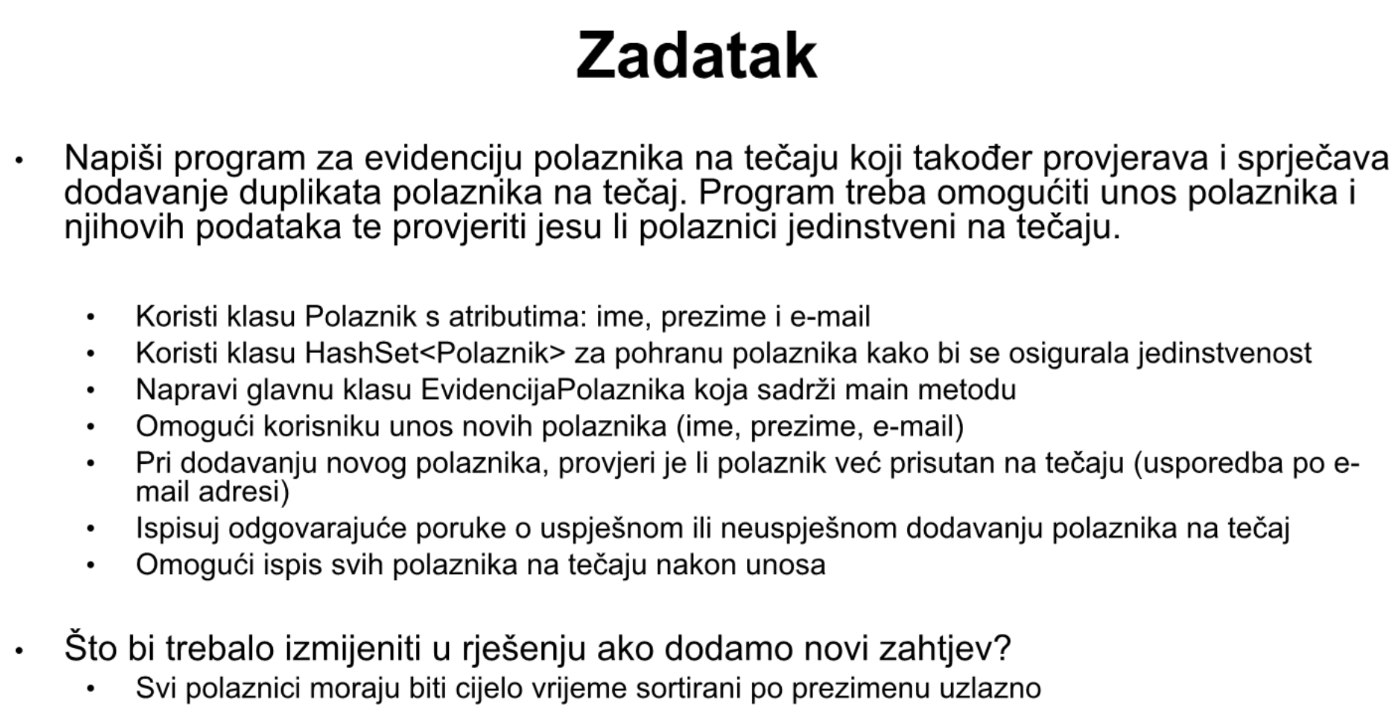 Zadatak
• Napiši program za evidenciju polaznika na tečaju koji također provjerava i sprječava
dodavanje duplikata polaznika na tečaj. Program treba omogućiti unos polaznika i
njihovih podataka te provjeriti jesu li polaznici jedinstveni na tečaju.
• Koristi klasu Polaznik s atributima: ime, prezime i e-mail
• Koristi klasu HashSet<Polaznik> za pohranu polaznika kako bi se osigurala jedinstvenost
• Napravi glavnu klasu EvidencijaPolaznika koja sadrži main metodu
• Omogući korisniku unos novih polaznika (ime, prezime, e-mail)
• Pri dodavanju novog polaznika, provjeri je li polaznik već prisutan na tečaju (usporedba po e-
mail adresi)
• Ispisuj odgovarajuće poruke o uspješnom ili neuspješnom dodavanju polaznika na tečaj
• Omogući ispis svih polaznika na tečaju nakon unosa
• Što bi trebalo izmijeniti u rješenju ako dodamo novi zahtjev?
• Svi polaznici moraju biti cijelo vrijeme sortirani po prezimenu uzlazno